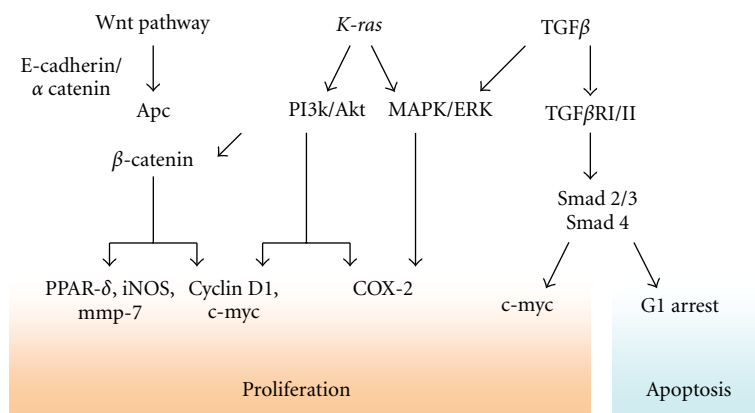 Wnt pathway
K-ras
TGFβ
E-cadherin/
α catenin
Apc
PI3k/Akt
MAPK/ERK
TGFβRI/II
β-catenin
Smad 2/3
Smad 4
PPAR-δ, iNOS,
mmp-7
Cyclin D1,
c-myc
COX-2
c-myc
G1 arrest
Proliferation
Apoptosis